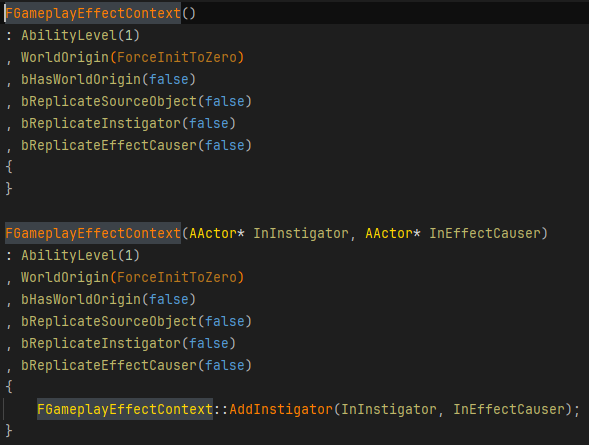 FGameplayEffectContext()
: AbilityLevel(1)
, WorldOrigin(ForceInitToZero)
, bHasWorldOrigin(false)
, bReplicateSourceObject(false)
, bReplicateInstigator(false)
, bReplicateEffectCauser(false)
{
}
FGameplayEffectContext(AActor* InInstigator, AActor* InEffectCauser)
: AbilityLevel(1)
, WorldOrigin(ForceInitToZero)
, bHasWorldOrigin(false)
, bReplicateSourceObject(false)
, bReplicateInstigator(false)
, bReplicateEffectCauser(false)
{
FGameplayEffectContext::AddInstigator(InInstigator, InEffectCauser);
}